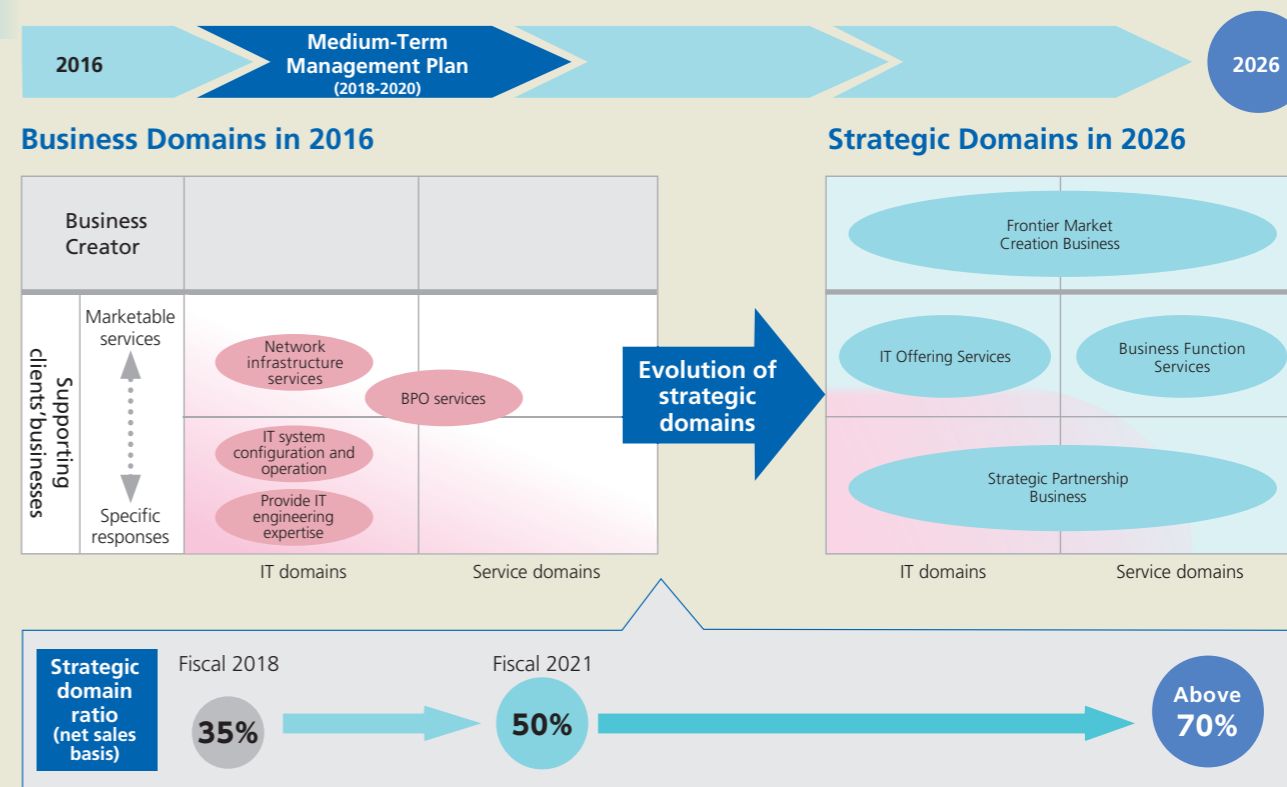 2016
Medium-Term
Management Plan
(2018-2020)
2026
Business Domains in 2016
Strategic Domains in 2026
Business
Creator
Supporting
clients' businesses
Marketable
services
Specific
responses
Network
infrastructure
services
BPO services
IT system
configuration and
operation
Provide IT
engineering
expertise
IT domains
Service domains
Evolution of
strategic
domains
Frontier Market
Creation Business
IT Offering Services
Business Function
Services
Strategic Partnership
Business
IT domains
Service domains
Strategic
domain
ratio
(net sales
basis)
Fiscal 2018
35%
Fiscal 2021
50%
Above
70%